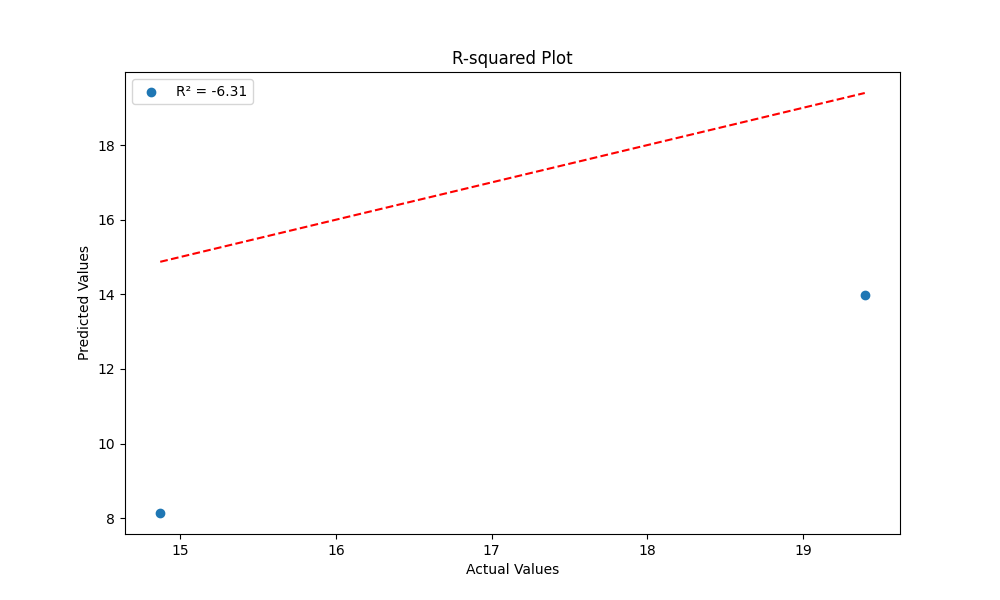 R-squared Plot
R² = -6.31
18
16
14
12
10
8
Predicted Values
15 16 17 18 19
Actual Values